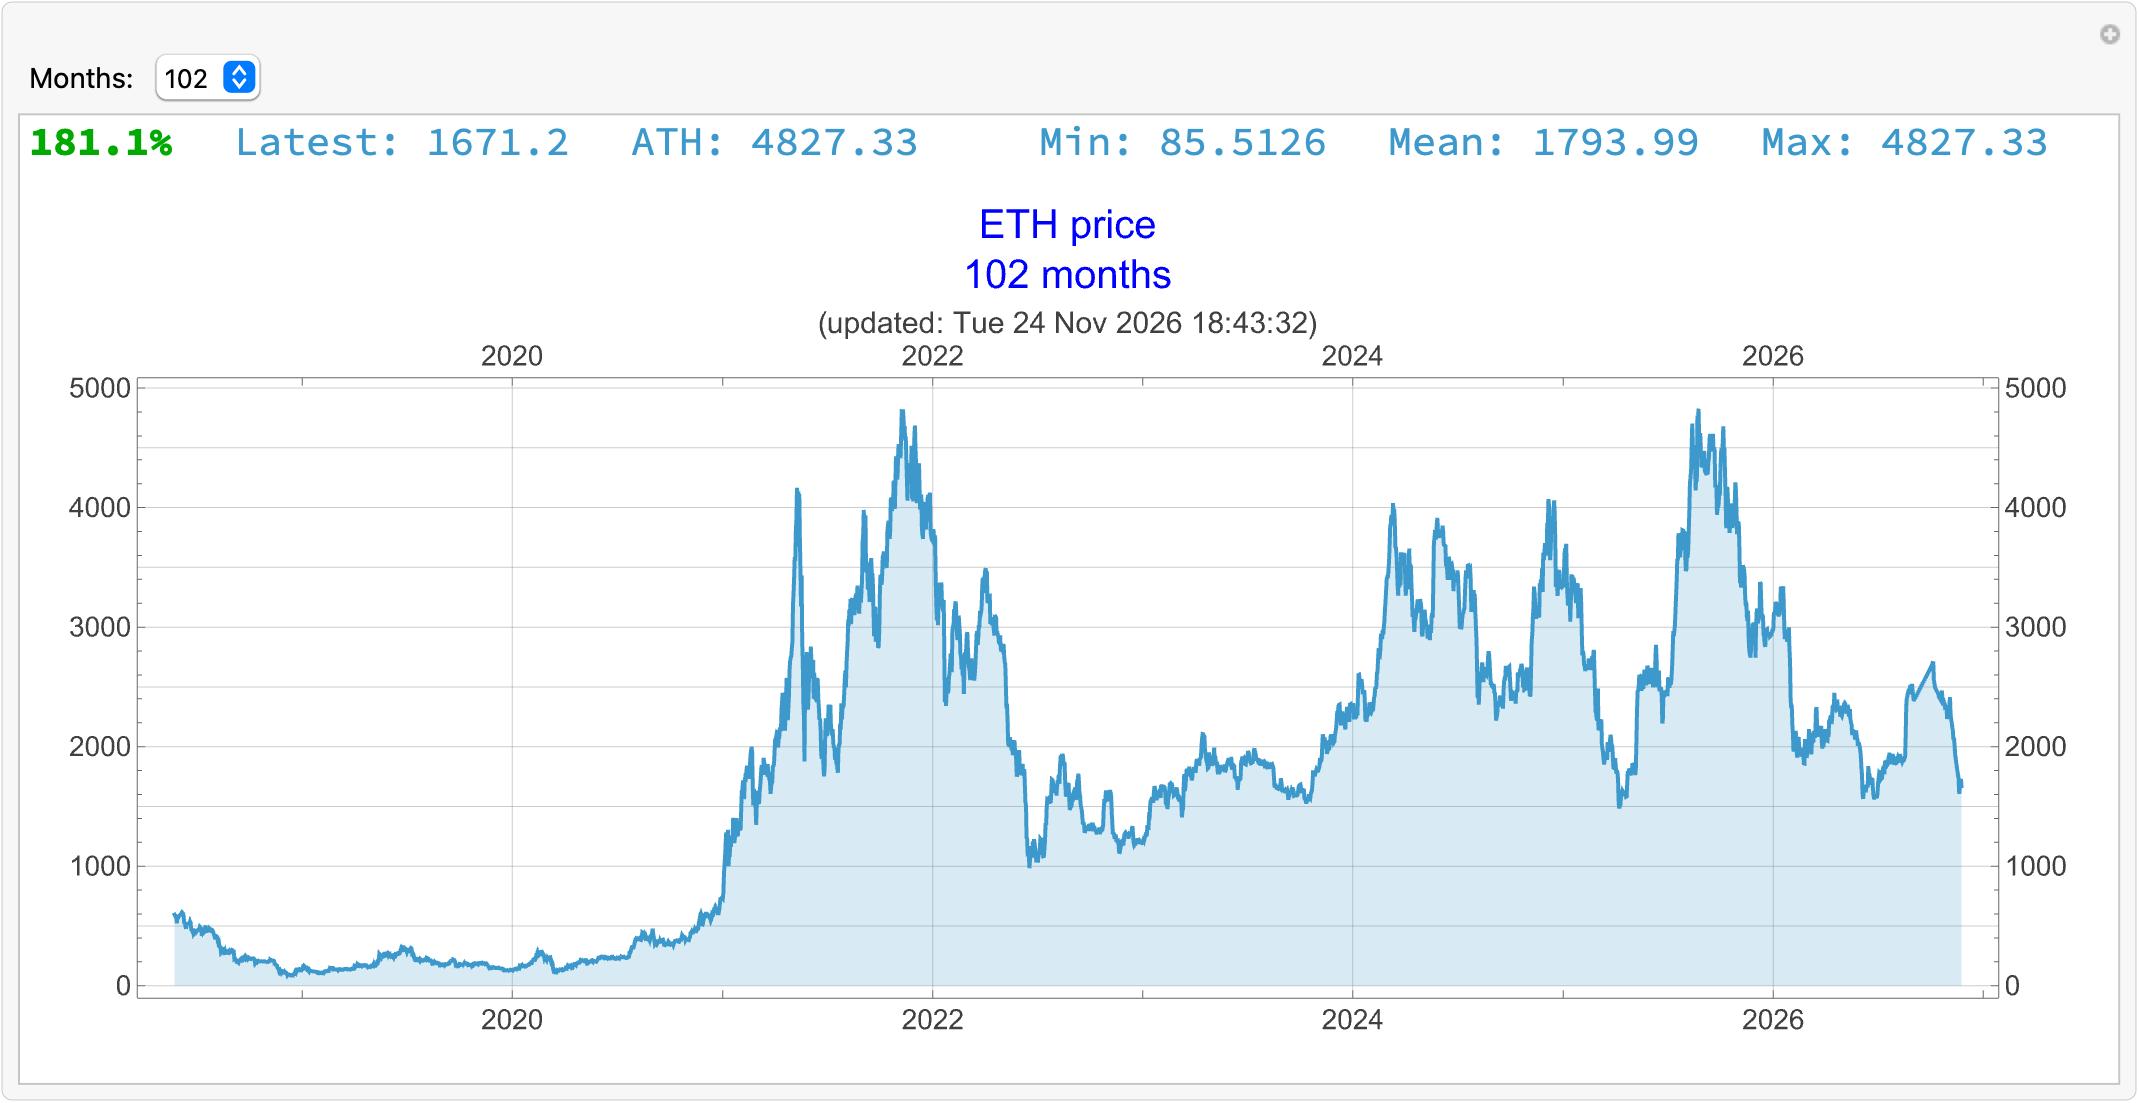 Months: 102
181.1% Latest: 1671.2 ATH: 4827.33 Min: 85.5126 Mean: 1793.99 Max: 4827.33
ETH price
102 months
(updated: Tue 24 Nov 2026 18:43:32)
2020 2022 2024 2026
5000 5000
4000 4000
3000 3000
2000 2000
1000 1000
0 0
2020 2022 2024 2026